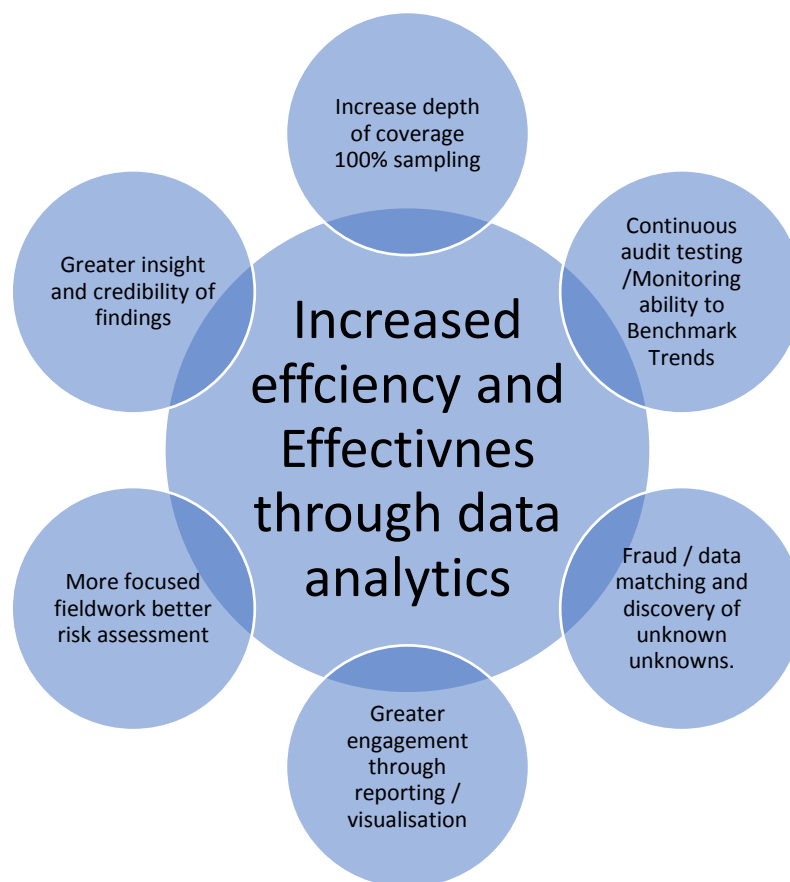 Increase depth
of coverage
100% sampling
Continuous
audit testing
/Monitoring
ability to
Benchmark
Trends
Fraud / data
matching and
discovery of
unknown
unknowns.
Greater
engagement
through
reporting /
visualisation
More focused
fieldwork better
risk assessment
Greater insight
and credibility of
findings
Increased
effciency and
Effectivnes
through data
analytics